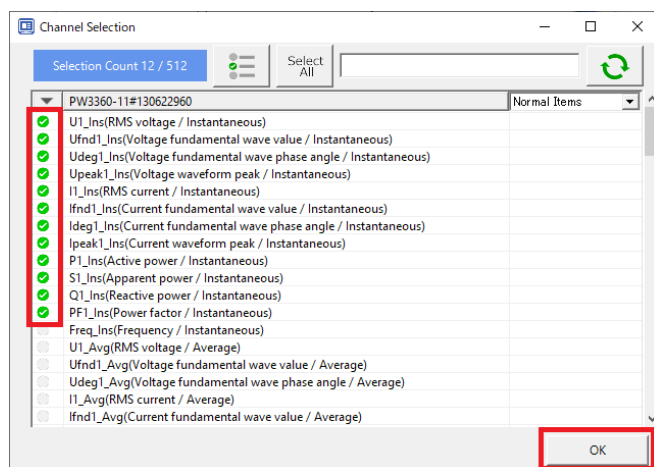 Channel Selection
Selection Count 12 / 512
Select
All
PW3360-11#130622960
Normal Items
U1_Ins(RMS voltage / Instantaneous)
Ufnd1_Ins(Voltage fundamental wave value / Instantaneous)
Udeg1_Ins(Voltage fundamental wave phase angle / Instantaneous)
Upeak1_Ins(Voltage waveform peak / Instantaneous)
I1_Ins(RMS current / Instantaneous)
Ifnd1_Ins(Current fundamental wave value / Instantaneous)
Ideg1_Ins(Current fundamental wave phase angle / Instantaneous)
Ipeak1_Ins(Current waveform peak / Instantaneous)
P1_Ins(Active power / Instantaneous)
S1_Ins(Apparent power / Instantaneous)
Q1_Ins(Reactive power / Instantaneous)
PF1_Ins(Power factor / Instantaneous)
Freq_Ins(Frequency / Instantaneous)
U1_Avg(RMS voltage / Average)
Ufnd1_Avg(Voltage fundamental wave value / Average)
Udeg1_Avg(Voltage fundamental wave phase angle / Average)
I1_Avg(RMS current / Average)
Ifnd1_Avg(Current fundamental wave value / Average)
OK